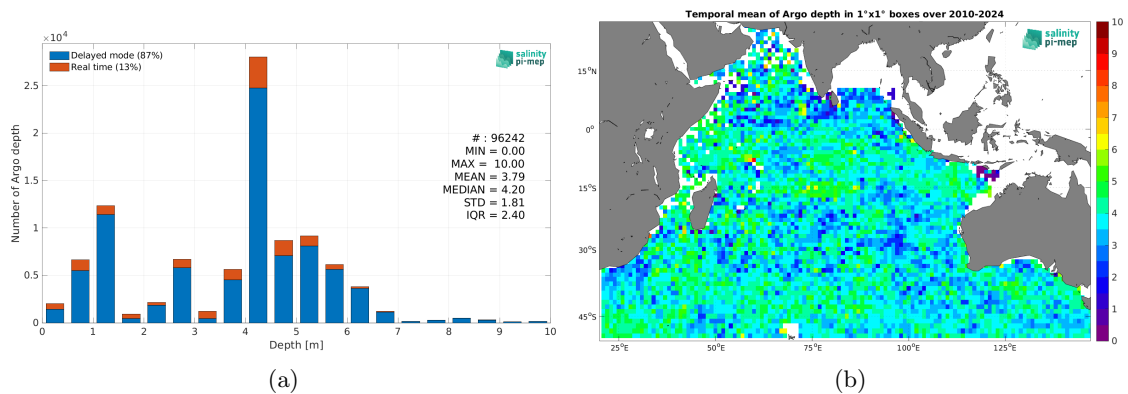 ×10⁴
Delayed mode (87%)
Real time (13%)
salinity
pi-mep
2.5
2
1.5
1
0.5
0
Number of Argo depth
# : 96242
MIN = 0.00
MAX = 10.00
MEAN = 3.79
MEDIAN = 4.20
STD = 1.81
IQR = 2.40
0 1 2 3 4 5 6 7 8 9 10
Depth [m]
(a)
Temporal mean of Argo depth in 1°x1° boxes over 2010-2024
salinity
pi-mep
15°N
0°
15°S
30°S
45°S
25°E 50°E 75°E 100°E 125°E
10
9
8
7
6
5
4
3
2
1
0
(b)